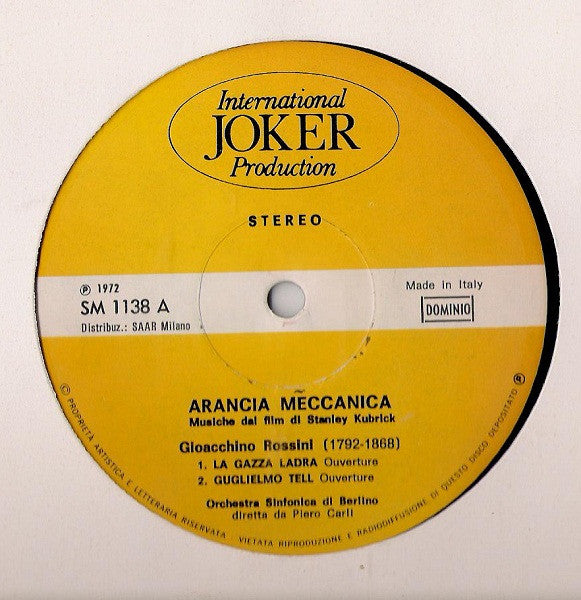 International
JOKER
Production
STEREO
Ⓟ 1972
SM 1138 A
Distribuz.: SAAR Milano
Made in Italy
DOMINIO
ARANCIA MECCANICA
Musiche dal film di Stanley Kubrick
Gioacchino Rossini (1792-1868)
1. LA GAZZA LADRA Ouverture
2. GUGLIELMO TELL Ouverture
Orchestra Sinfonica di Berlino
diretta da Piero Carli
© PROPRIETÀ ARTISTICA E LETTERARIA RISERVATA VIETATA RIPRODUZIONE E RADIODIFFUSIONE DI QUESTO DISCO DEPOSITATO Ⓟ